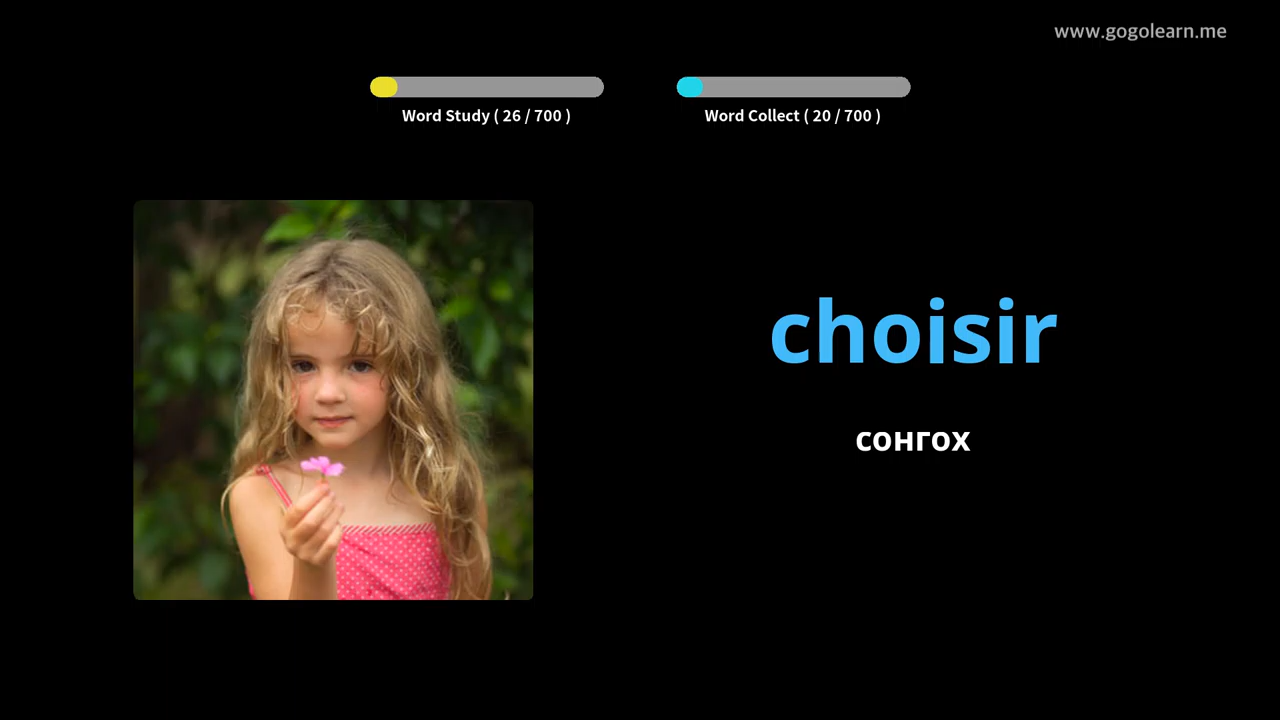 www.gogolearn.me
Word Study ( 26 / 700 )
Word Collect ( 20 / 700 )
choisir
сонгох